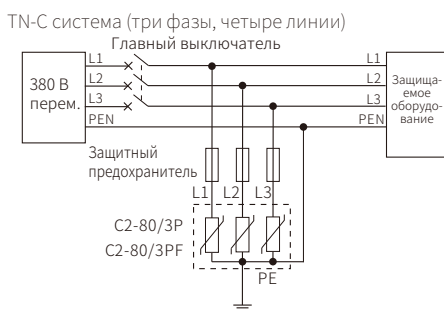 TN-C система (три фазы, четыре линии)
Главный выключатель
L1
L1
380 В
перем.
L2
L2
Защища-
емое
оборудо-
вание
L3
L3
PEN
PEN
Защитный
предохранитель
L1
L2
L3
C2-80/3P
C2-80/3PF
PE